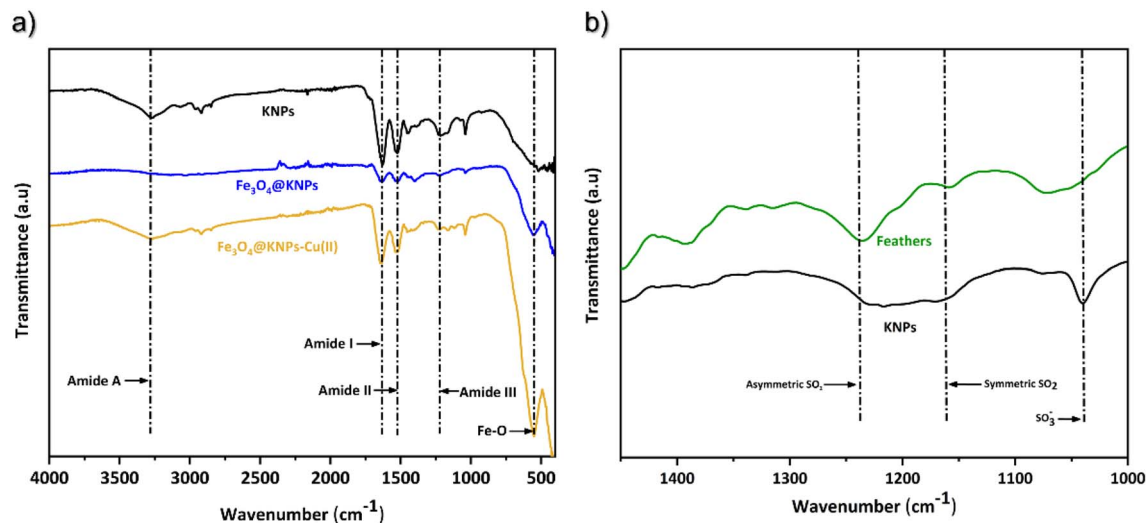 a)
Transmittance (a.u)
KNPs
Fe₃O₄@KNPs
Fe₃O₄@KNPs-Cu(II)
Amide I
Amide A
Amide II
Amide III
Fe-O
4000 3500 3000 2500 2000 1500 1000 500
Wavenumber (cm⁻¹)
b)
Transmittance (a.u)
Feathers
KNPs
Asymmetric SO₂
Symmetric SO₂
SO₃⁻
1400 1300 1200 1100 1000
Wavenumber (cm⁻¹)